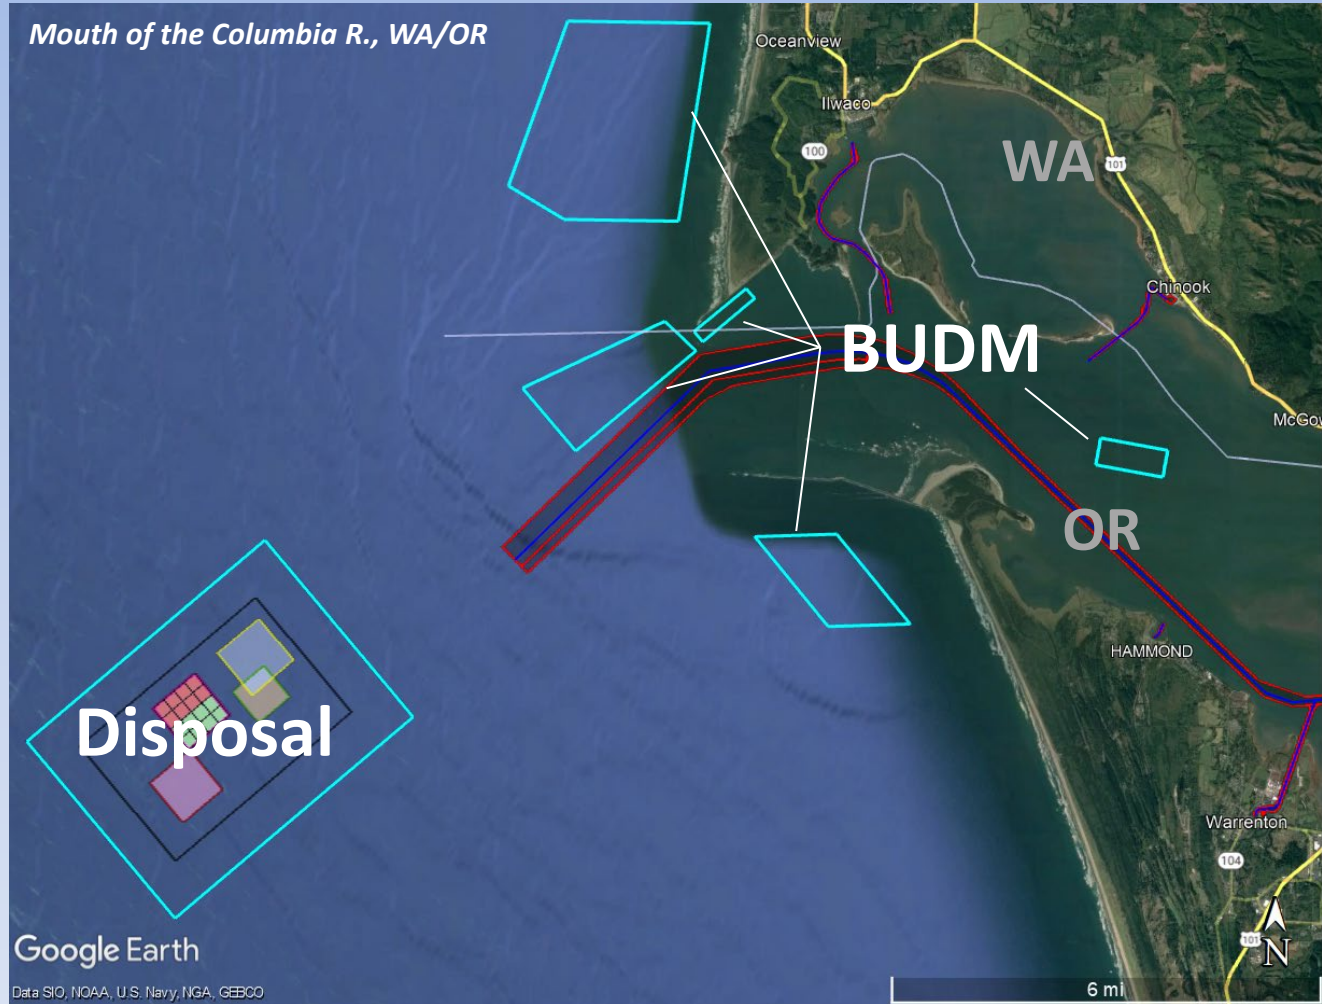 Mouth of the Columbia R., WA/OR
Oceanview
Ilwaco
100
WA
101
Chinook
BUDM
McGow
OR
HAMMOND
Disposal
Warrenton
104
101
N
Google Earth
6 mi
Data SIO, NOAA, U.S. Navy, NGA, GEBCO